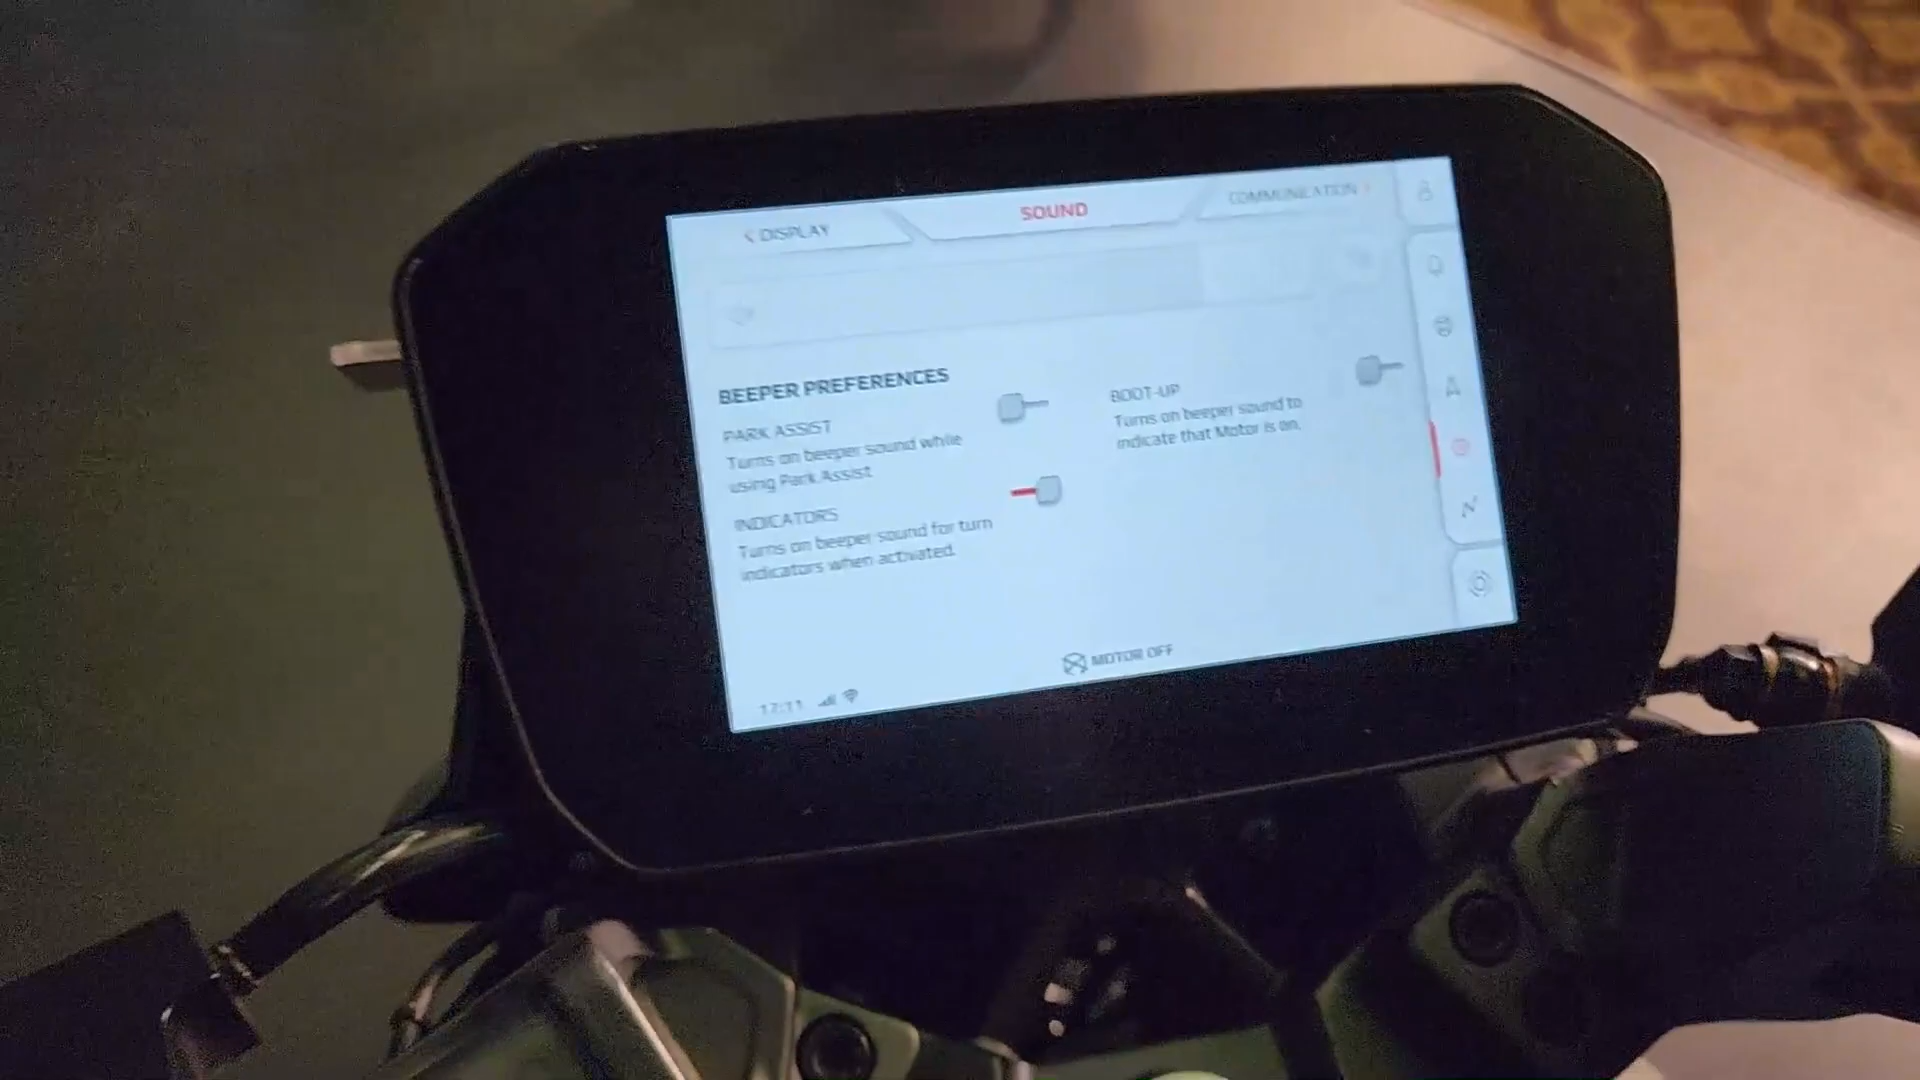 < DISPLAY
SOUND
COMMUNICATION >
BEEPER PREFERENCES
PARK ASSIST
Turns on beeper sound while
using Park Assist
INDICATORS
Turns on beeper sound for turn
indicators when activated.
BOOT-UP
Turns on beeper sound to
indicate that Motor is on.
MOTOR OFF
17:11